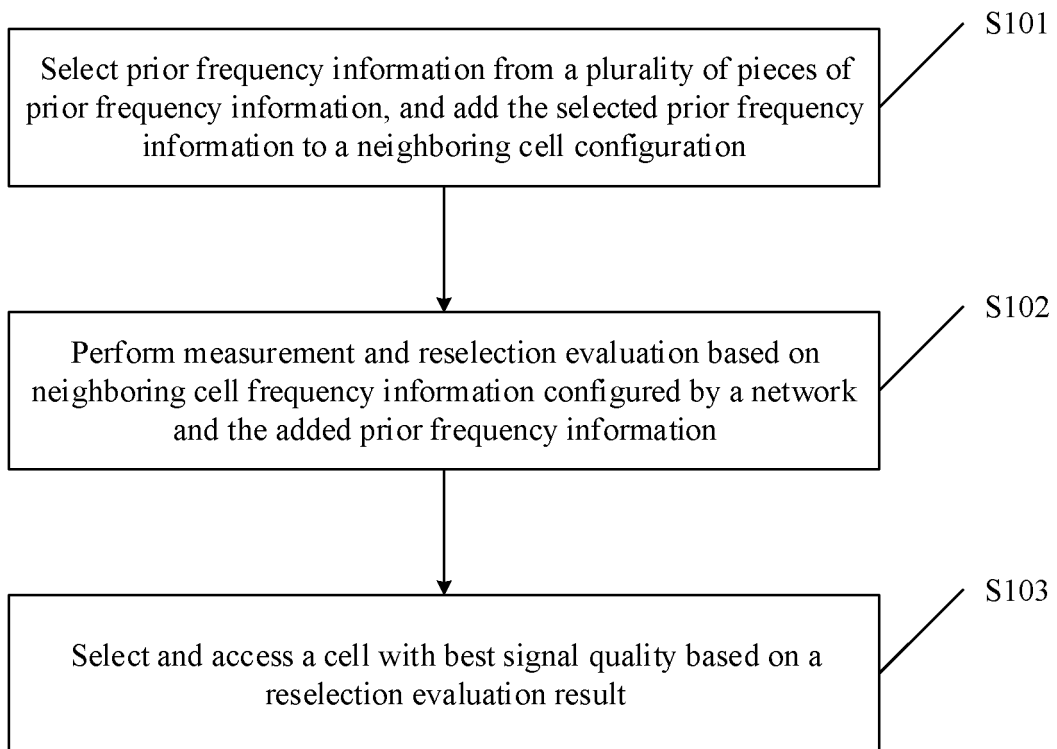 S101
Select prior frequency information from a plurality of pieces of
prior frequency information, and add the selected prior frequency
information to a neighboring cell configuration
S102
Perform measurement and reselection evaluation based on
neighboring cell frequency information configured by a network
and the added prior frequency information
S103
Select and access a cell with best signal quality based on a
reselection evaluation result